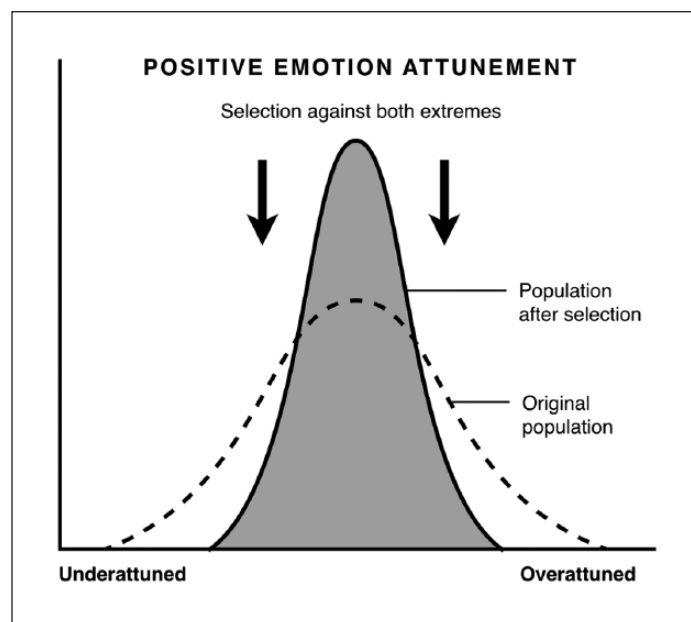 POSITIVE EMOTION ATTUNEMENT
Selection against both extremes
Population
after selection
Original
population
Underattuned
Overattuned